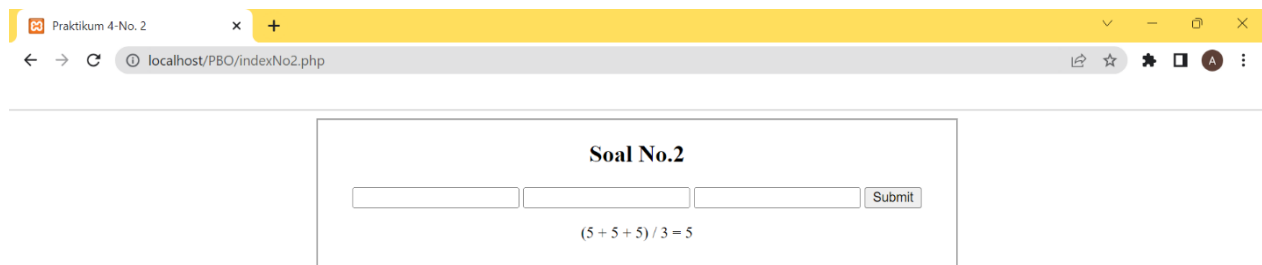 Praktikum 4-No. 2
localhost/PBO/indexNo2.php
A
Soal No.2
Submit
(5 + 5 + 5) / 3 = 5